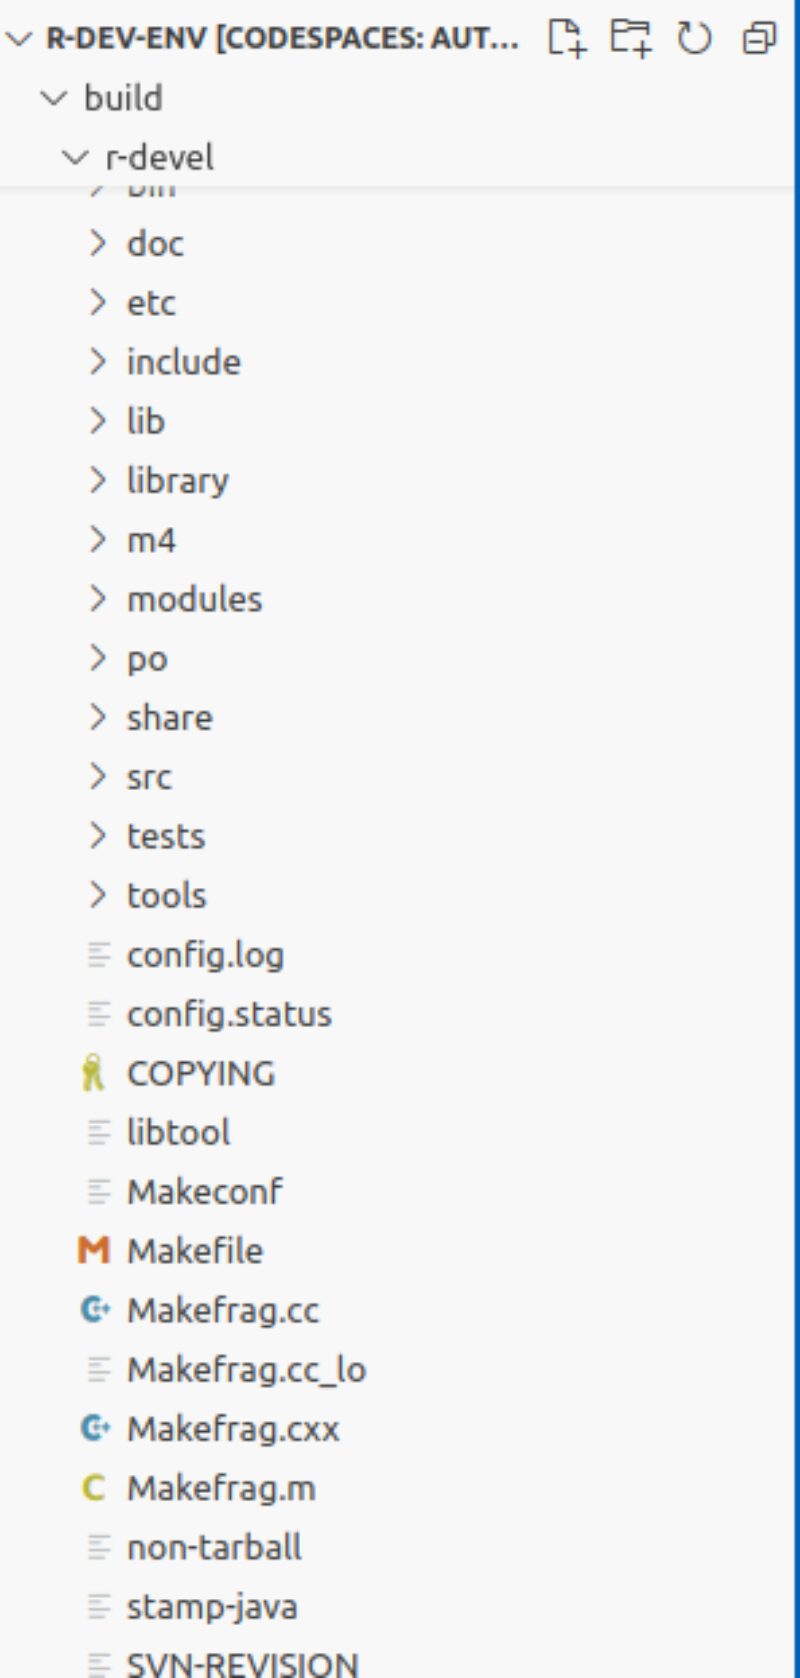 R-DEV-ENV [CODESPACES: AUT...
build
r-devel
bin
doc
etc
include
lib
library
m4
modules
po
share
src
tests
tools
config.log
config.status
COPYING
libtool
Makeconf
M Makefile
C+ Makefrag.cc
Makefrag.cc_lo
C+ Makefrag.cxx
C Makefrag.m
non-tarball
stamp-java
SVN-REVISION